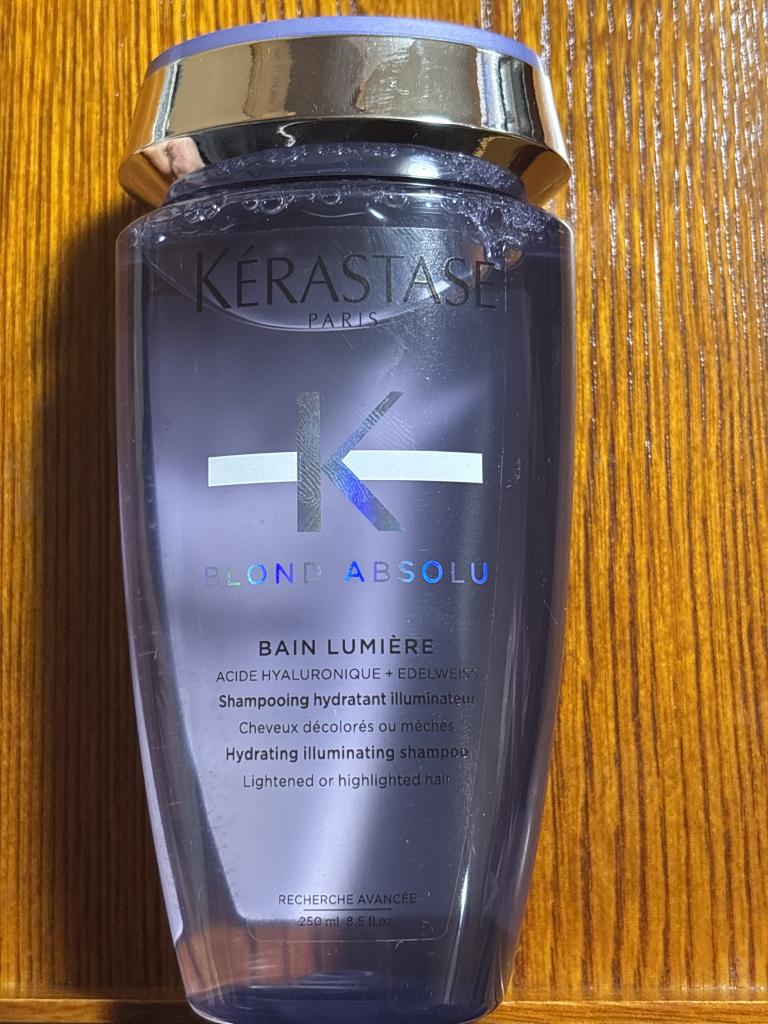 KÉRASTASE
PARIS
K
BLOND ABSOLU
BAIN LUMIÈRE
ACIDE HYALURONIQUE + EDELWEISS
Shampooing hydratant illuminateur
Cheveux décolorés ou méchés
Hydrating illuminating shampoo
Lightened or highlighted hair
RECHERCHE AVANCÉE
250 ml 8.5 fl.oz.